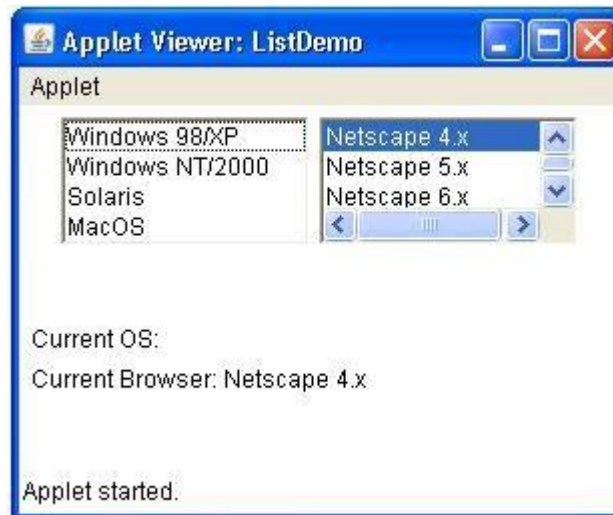 Applet Viewer: ListDemo
Applet
Windows 98/XP
Windows NT/2000
Solaris
MacOS
Netscape 4.x
Netscape 5.x
Netscape 6.x
Current OS:
Current Browser: Netscape 4.x
Applet started.